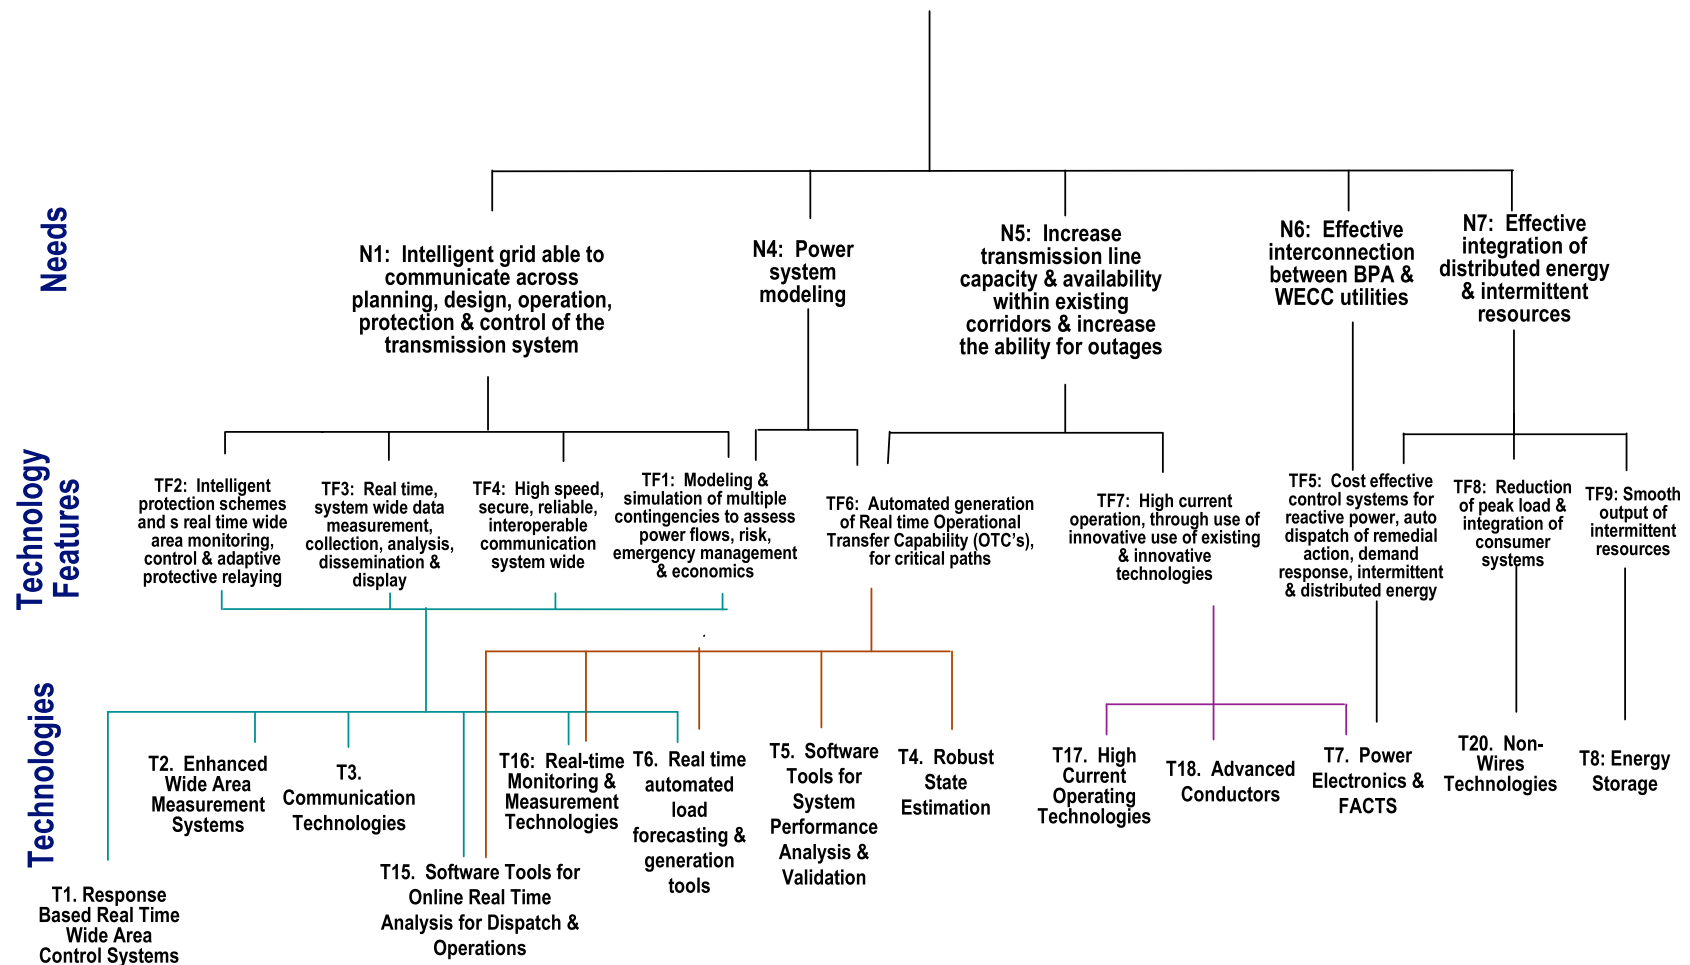 Needs
N1: Intelligent grid able to
communicate across
planning, design, operation,
protection & control of the
transmission system
N4: Power
system
modeling
N5: Increase
transmission line
capacity & availability
within existing
corridors & increase
the ability for outages
N6: Effective
interconnection
between BPA &
WECC utilities
N7: Effective
integration of
distributed energy
& intermittent
resources
Technology
Features
TF2: Intelligent
protection schemes
and s real time wide
area monitoring,
control & adaptive
protective relaying
TF3: Real time,
system wide data
measurement,
collection, analysis,
dissemination &
display
TF4: High speed,
secure, reliable,
interoperable
communication
system wide
TF1: Modeling &
simulation of multiple
contingencies to assess
power flows, risk,
emergency management
& economics
TF6: Automated generation
of Real time Operational
Transfer Capability (OTC's),
for critical paths
TF7: High current
operation, through use of
innovative use of existing
& innovative
technologies
TF5: Cost effective
control systems for
reactive power, auto
dispatch of remedial
action, demand
response, intermittent
& distributed energy
TF8: Reduction
of peak load &
integration of
consumer
systems
TF9: Smooth
output of
intermittent
resources
Technologies
T1. Response
Based Real Time
Wide Area
Control Systems
T2. Enhanced
Wide Area
Measurement
Systems
T3.
Communication
Technologies
T15. Software Tools for
Online Real Time
Analysis for Dispatch &
Operations
T16: Real-time
Monitoring &
Measurement
Technologies
T6. Real time
automated
load
forecasting &
generation
tools
T5. Software
Tools for
System
Performance
Analysis &
Validation
T4. Robust
State
Estimation
T17. High
Current
Operating
Technologies
T18. Advanced
Conductors
T7. Power
Electronics &
FACTS
T20. Non-
Wires
Technologies
T8: Energy
Storage